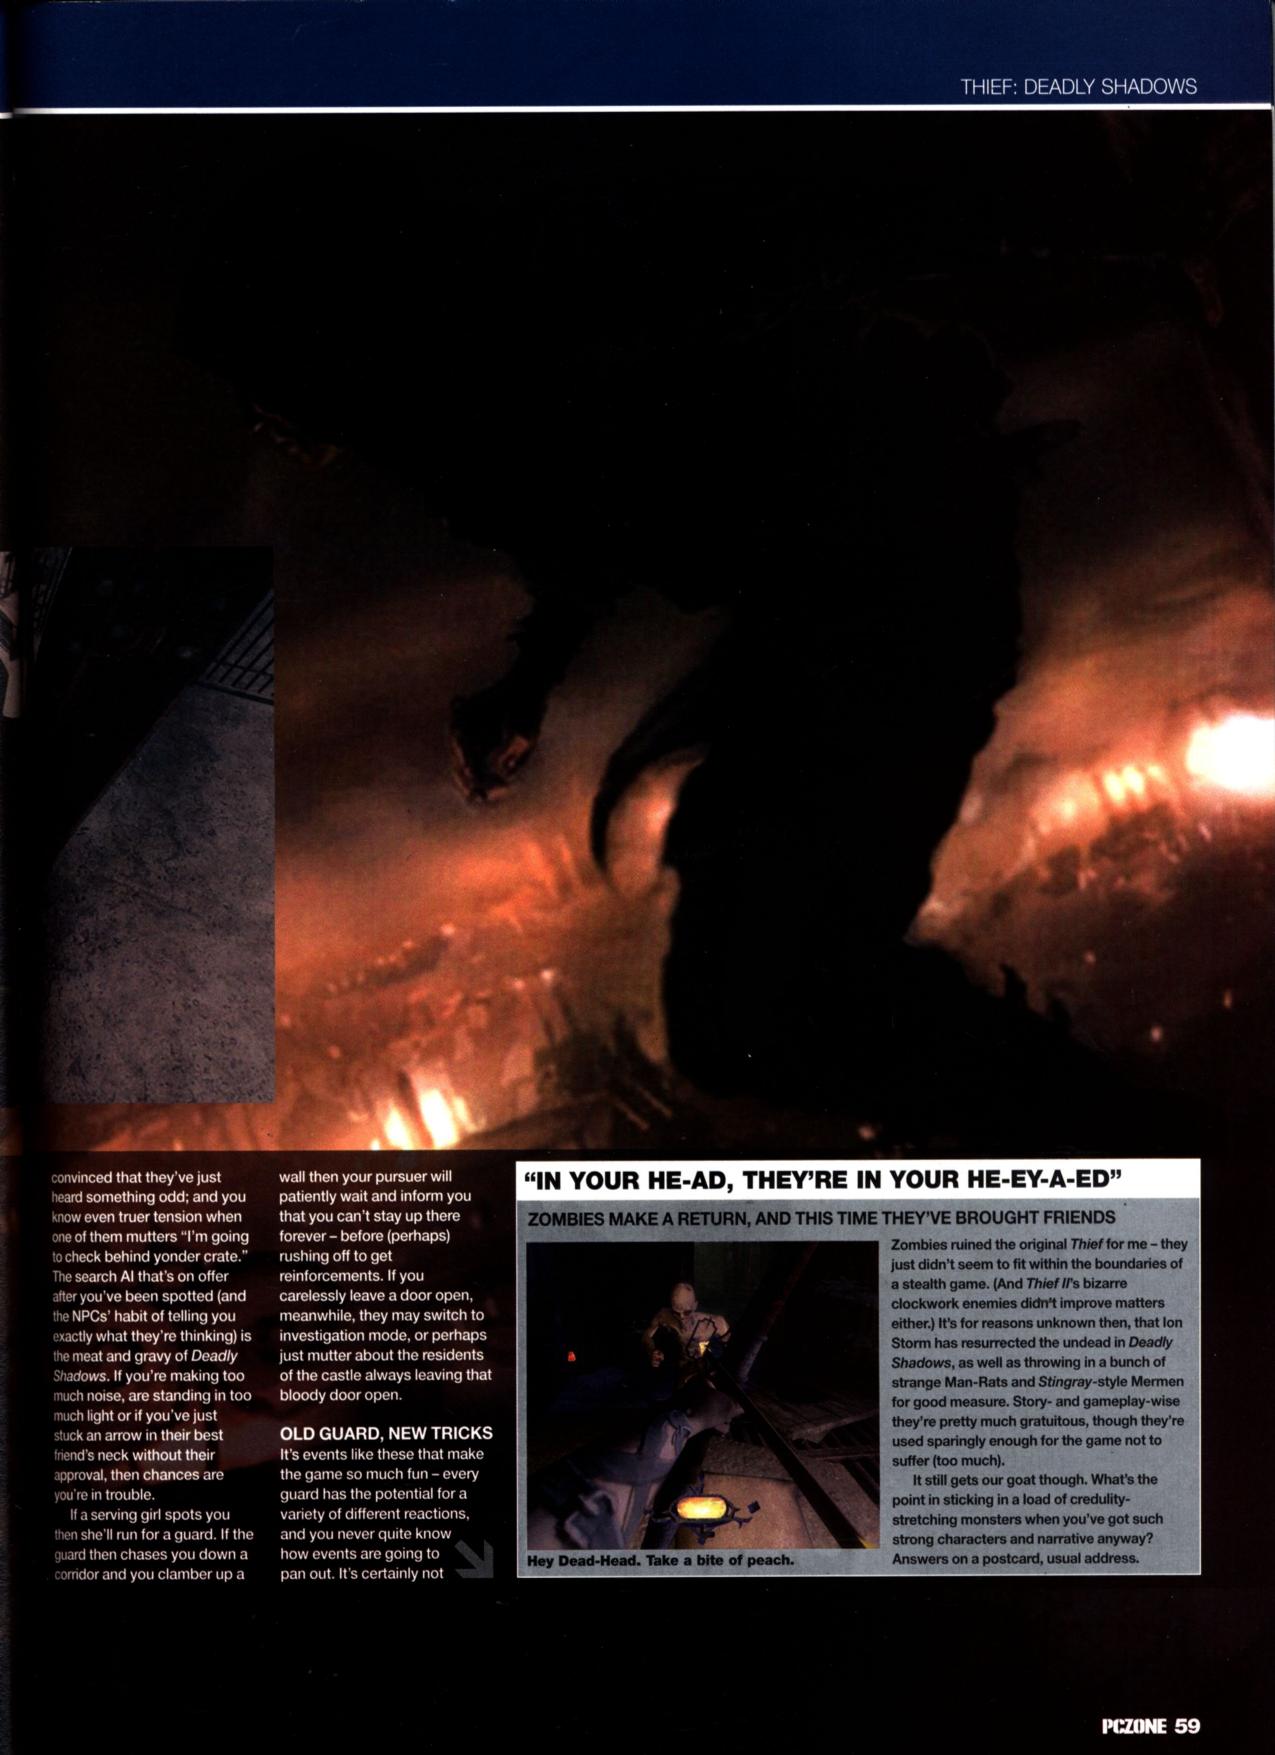 THIEF: DEADLY SHADOWS
convinced that they've just
heard something odd; and you
know even truer tension when
one of them mutters "I'm going
to check behind yonder crate."
The search AI that's on offer
after you've been spotted (and
the NPCs' habit of telling you
exactly what they're thinking) is
the meat and gravy of Deadly
Shadows. If you're making too
much noise, are standing in too
much light or if you've just
stuck an arrow in their best
friend's neck without their
approval, then chances are
you're in trouble.
If a serving girl spots you
then she'll run for a guard. If the
guard then chases you down a
corridor and you clamber up a
wall then your pursuer will
patiently wait and inform you
that you can't stay up there
forever – before (perhaps)
rushing off to get
reinforcements. If you
carelessly leave a door open,
meanwhile, they may switch to
investigation mode, or perhaps
just mutter about the residents
of the castle always leaving that
bloody door open.
OLD GUARD, NEW TRICKS
It's events like these that make
the game so much fun – every
guard has the potential for a
variety of different reactions,
and you never quite know
how events are going to
pan out. It's certainly not
“IN YOUR HE-AD, THEY'RE IN YOUR HE-EY-A-ED”
ZOMBIES MAKE A RETURN, AND THIS TIME THEY'VE BROUGHT FRIENDS
Hey Dead-Head. Take a bite of peach.
Zombies ruined the original Thief for me – they
just didn't seem to fit within the boundaries of
a stealth game. (And Thief II's bizarre
clockwork enemies didn't improve matters
either.) It's for reasons unknown then, that Ion
Storm has resurrected the undead in Deadly
Shadows, as well as throwing in a bunch of
strange Man-Rats and Stingray-style Mermen
for good measure. Story- and gameplay-wise
they're pretty much gratuitous, though they're
used sparingly enough for the game not to
suffer (too much).
It still gets our goat though. What's the
point in sticking in a load of credulity-
stretching monsters when you've got such
strong characters and narrative anyway?
Answers on a postcard, usual address.
PCZONE 59